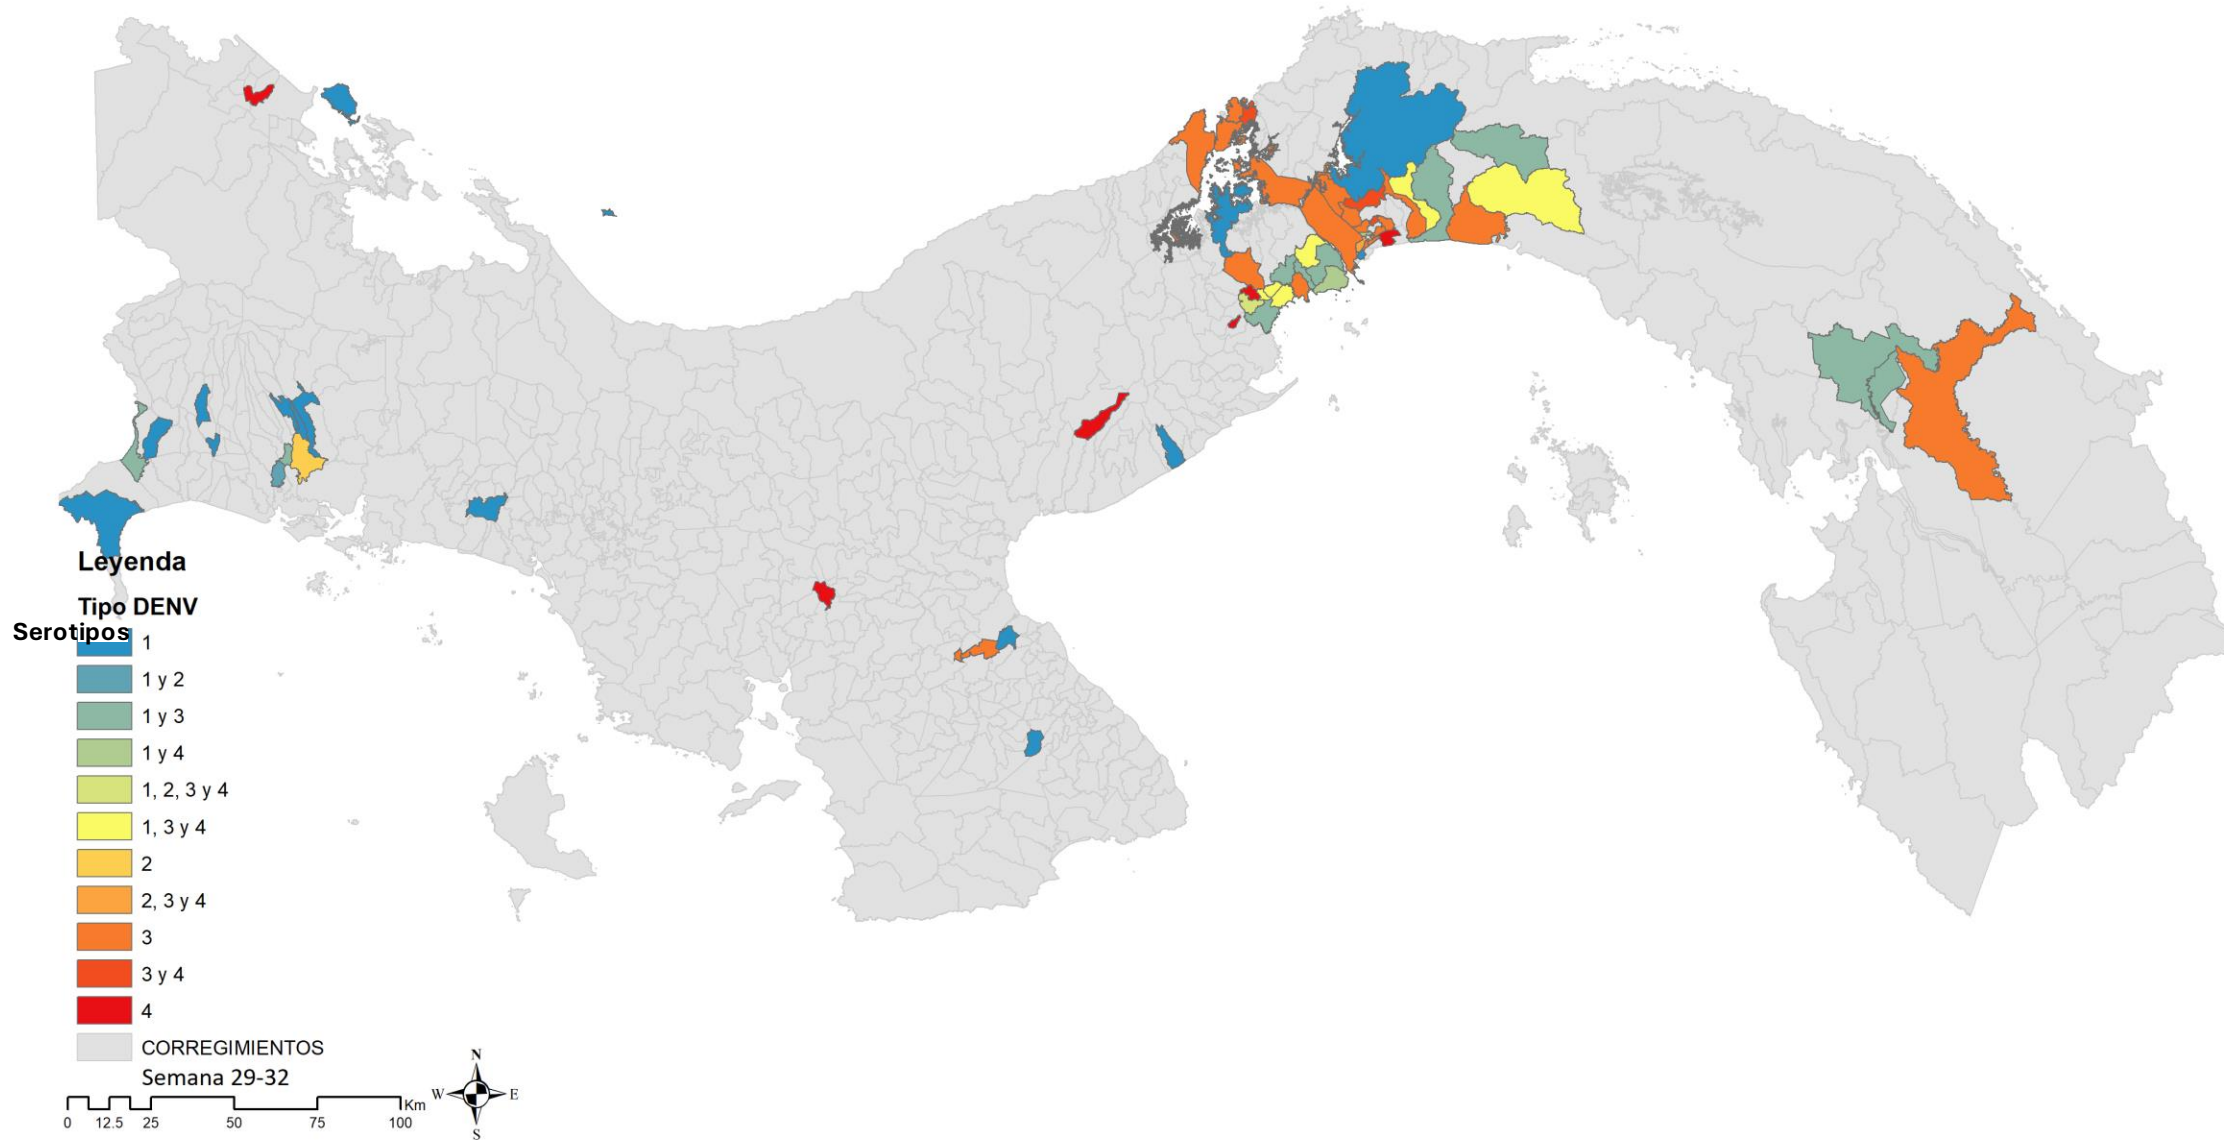 Leyenda
Tipo DENV
Serotipos
1
1 y 2
1 y 3
1 y 4
1, 2, 3 y 4
1, 3 y 4
2
2, 3 y 4
3
3 y 4
4
CORREGIMIENTOS
Semana 29-32
0 12.5 25 50 75 100 Km
N
W E
S